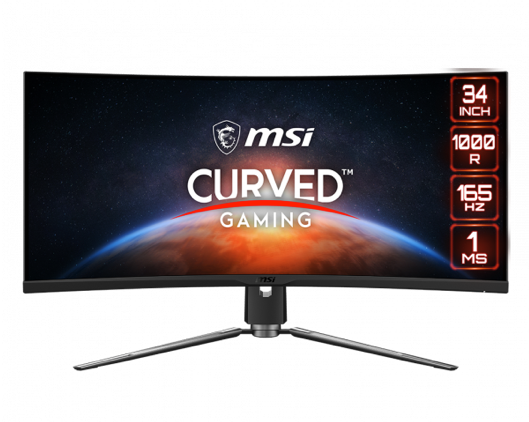 msi
CURVED™
GAMING
34
INCH
1000
R
165
HZ
1
MS
msi